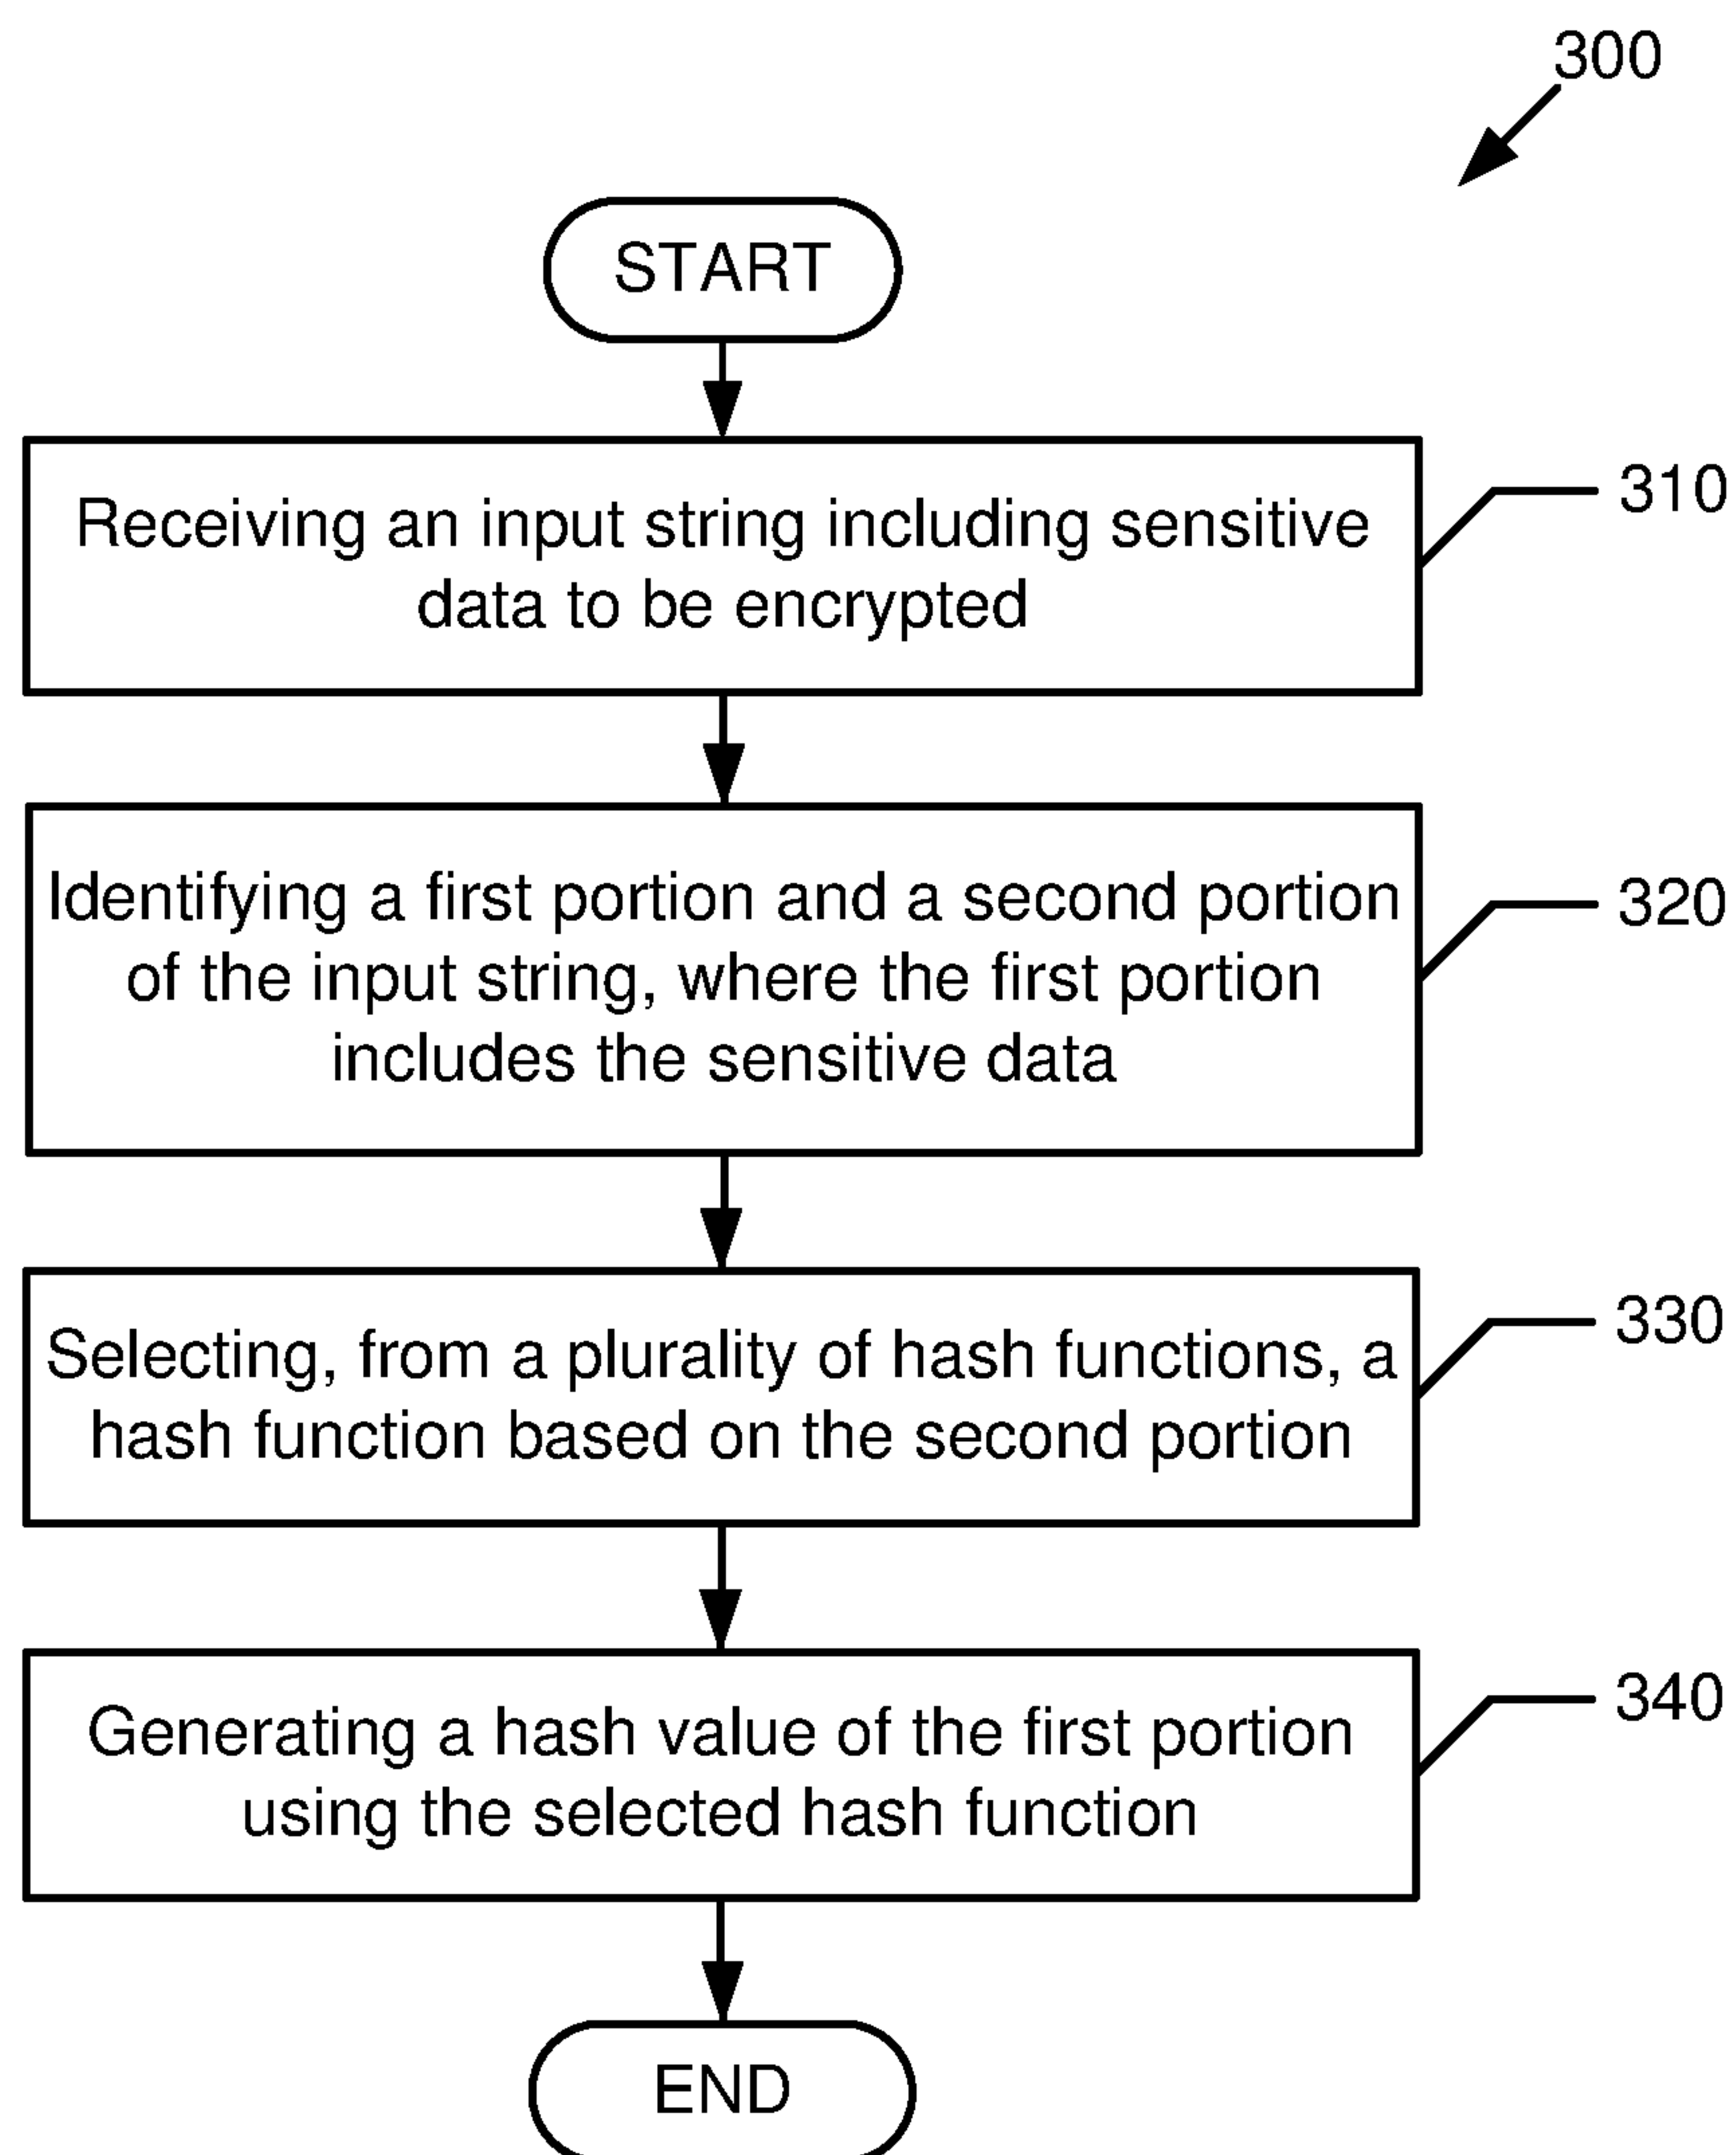 300
START
Receiving an input string including sensitive
data to be encrypted
310
Identifying a first portion and a second portion
of the input string, where the first portion
includes the sensitive data
320
Selecting, from a plurality of hash functions, a
hash function based on the second portion
330
Generating a hash value of the first portion
using the selected hash function
340
END